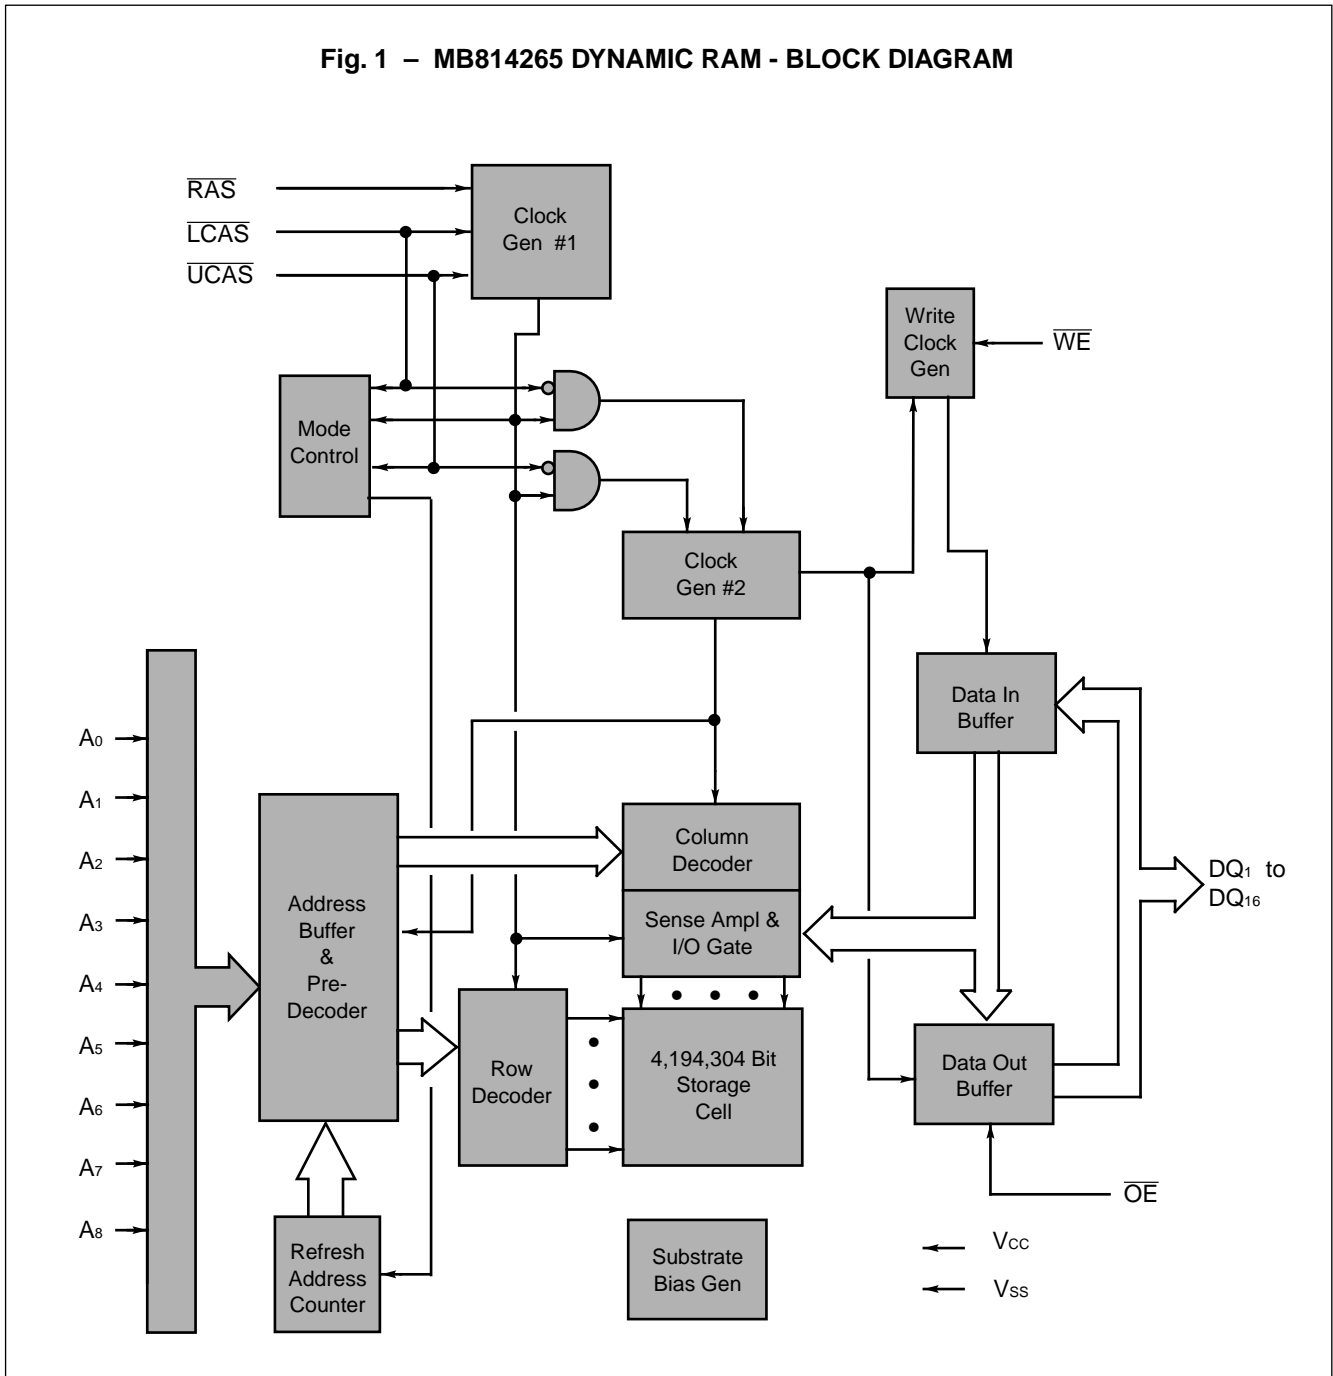 Fig. 1 – MB814265 DYNAMIC RAM - BLOCK DIAGRAM
RAS
LCAS
UCAS
Clock
Gen #1
Write
Clock
Gen
WE
Mode
Control
Clock
Gen #2
Data In
Buffer
A0
A1
A2
A3
A4
A5
A6
A7
A8
Address
Buffer
&
Pre-
Decoder
Column
Decoder
Sense Ampl &
I/O Gate
DQ1 to
DQ16
Row
Decoder
4,194,304 Bit
Storage
Cell
Data Out
Buffer
OE
Refresh
Address
Counter
Substrate
Bias Gen
VCC
VSS